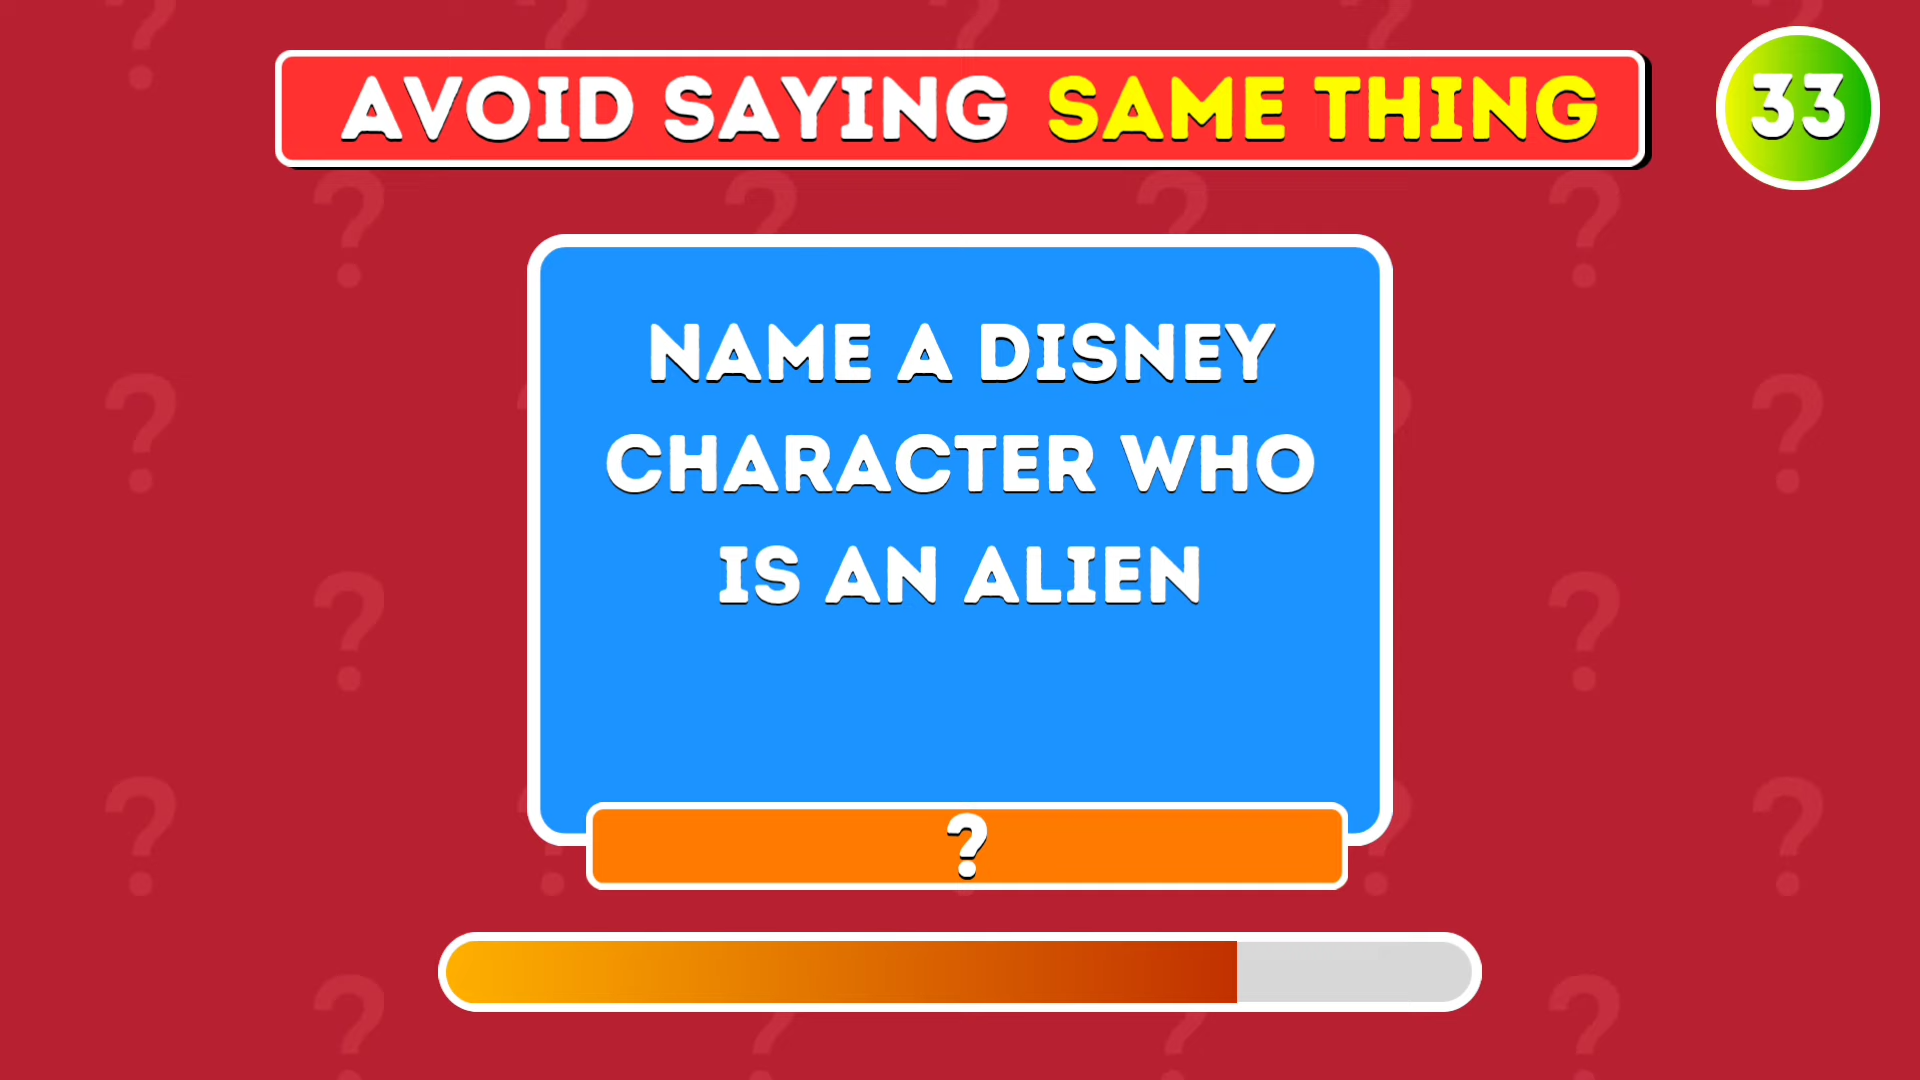 AVOID SAYING SAME THING
33
NAME A DISNEY
CHARACTER WHO
IS AN ALIEN
?